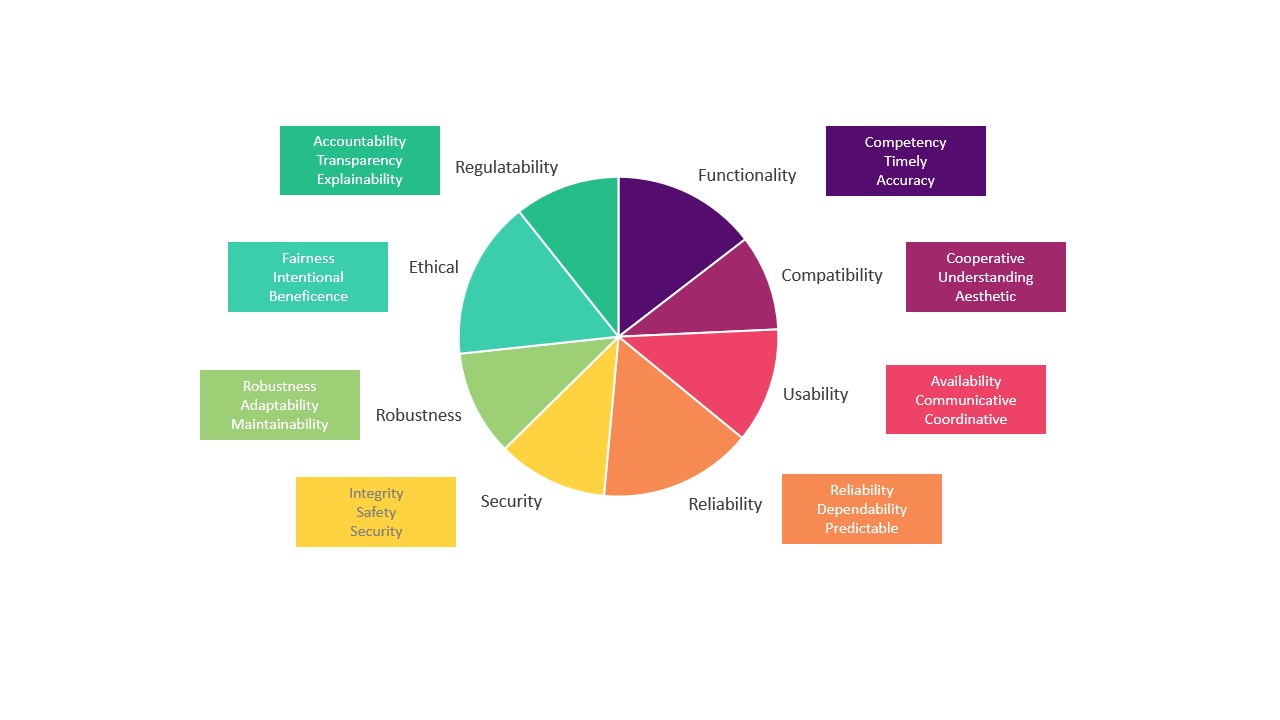 Accountability
Transparency
Explainability
Regulatability
Functionality
Competency
Timely
Accuracy
Fairness
Intentional
Beneficence
Ethical
Compatibility
Cooperative
Understanding
Aesthetic
Robustness
Adaptability
Maintainability
Robustness
Usability
Availability
Communicative
Coordinative
Integrity
Safety
Security
Security
Reliability
Reliability
Dependability
Predictable